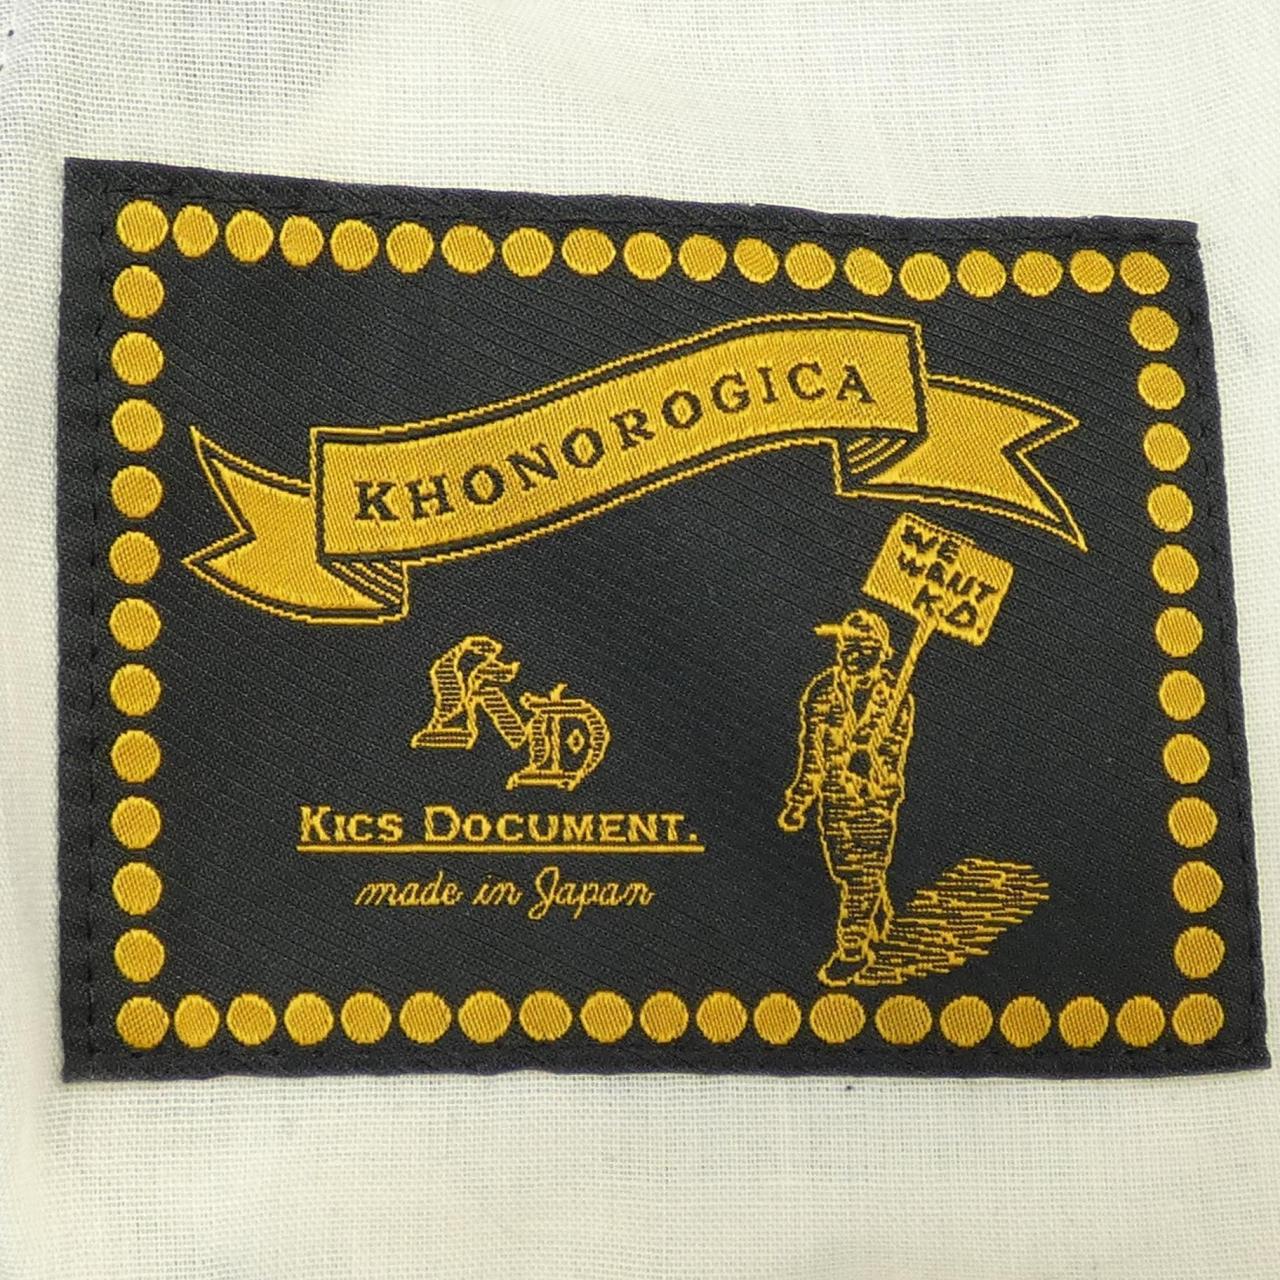 KHONOROGICA
WE
WANT
K.D.
KD
KICS DOCUMENT.
made in Japan